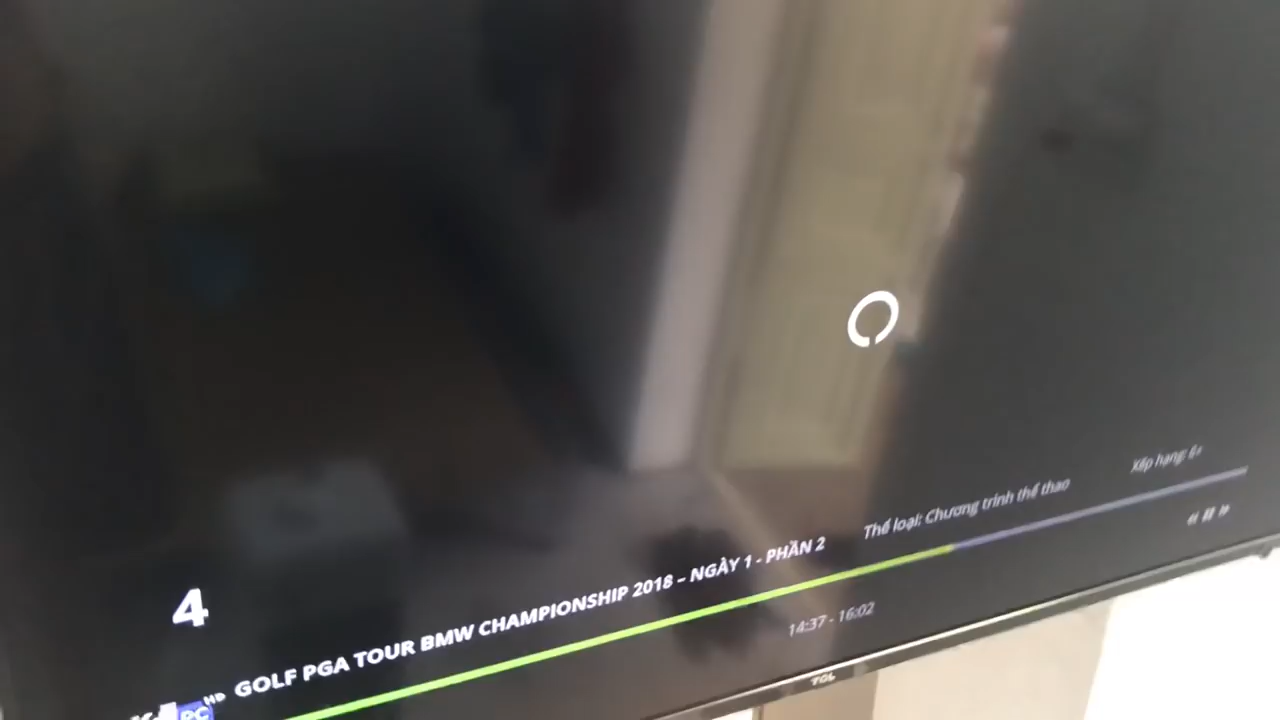 Xếp hạng: 6+
Thể loại: Chương trình thể thao
4
HD GOLF PGA TOUR BMW CHAMPIONSHIP 2018 – NGÀY 1 - PHẦN 2
PC
14:37 - 16:02
TCL